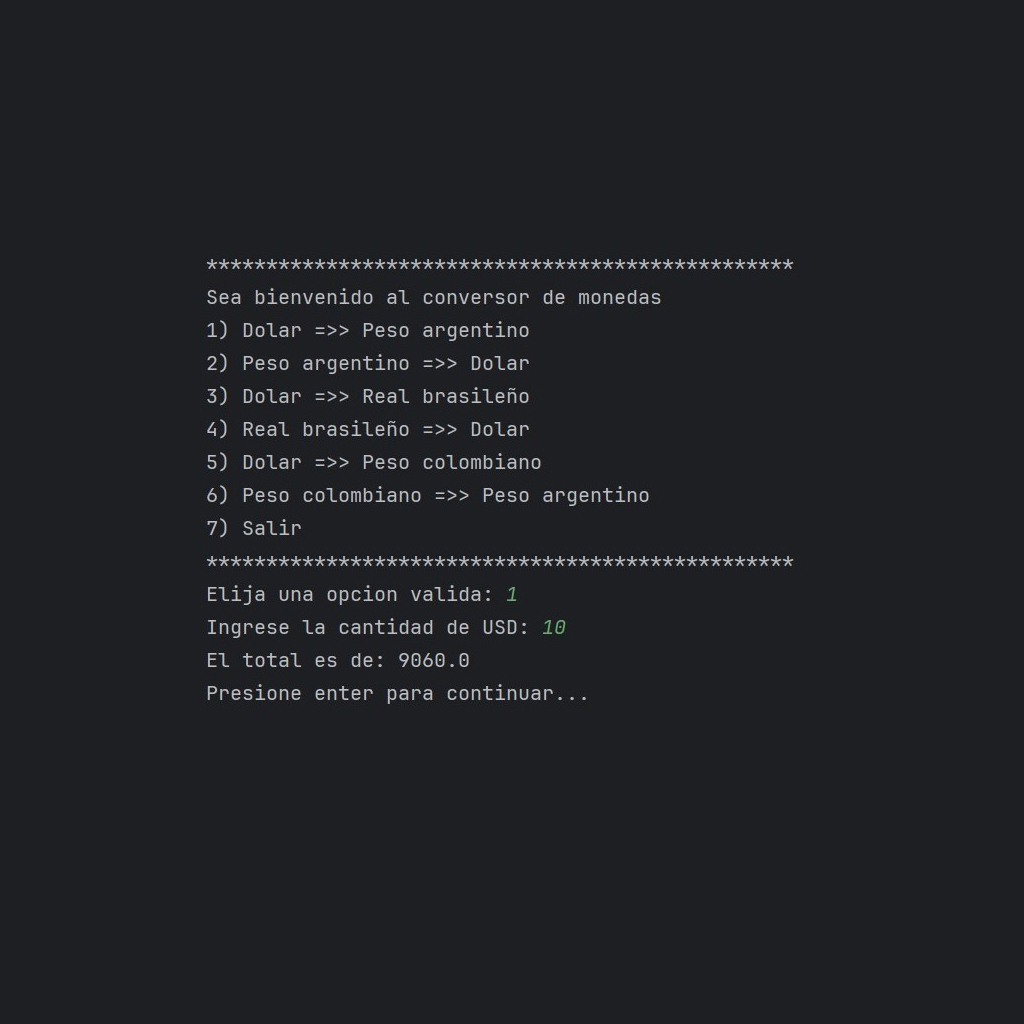 *************************************************
Sea bienvenido al conversor de monedas
1) Dolar =>> Peso argentino
2) Peso argentino =>> Dolar
3) Dolar =>> Real brasileño
4) Real brasileño =>> Dolar
5) Dolar =>> Peso colombiano
6) Peso colombiano =>> Peso argentino
7) Salir
*************************************************
Elija una opcion valida: 1
Ingrese la cantidad de USD: 10
El total es de: 9060.0
Presione enter para continuar...